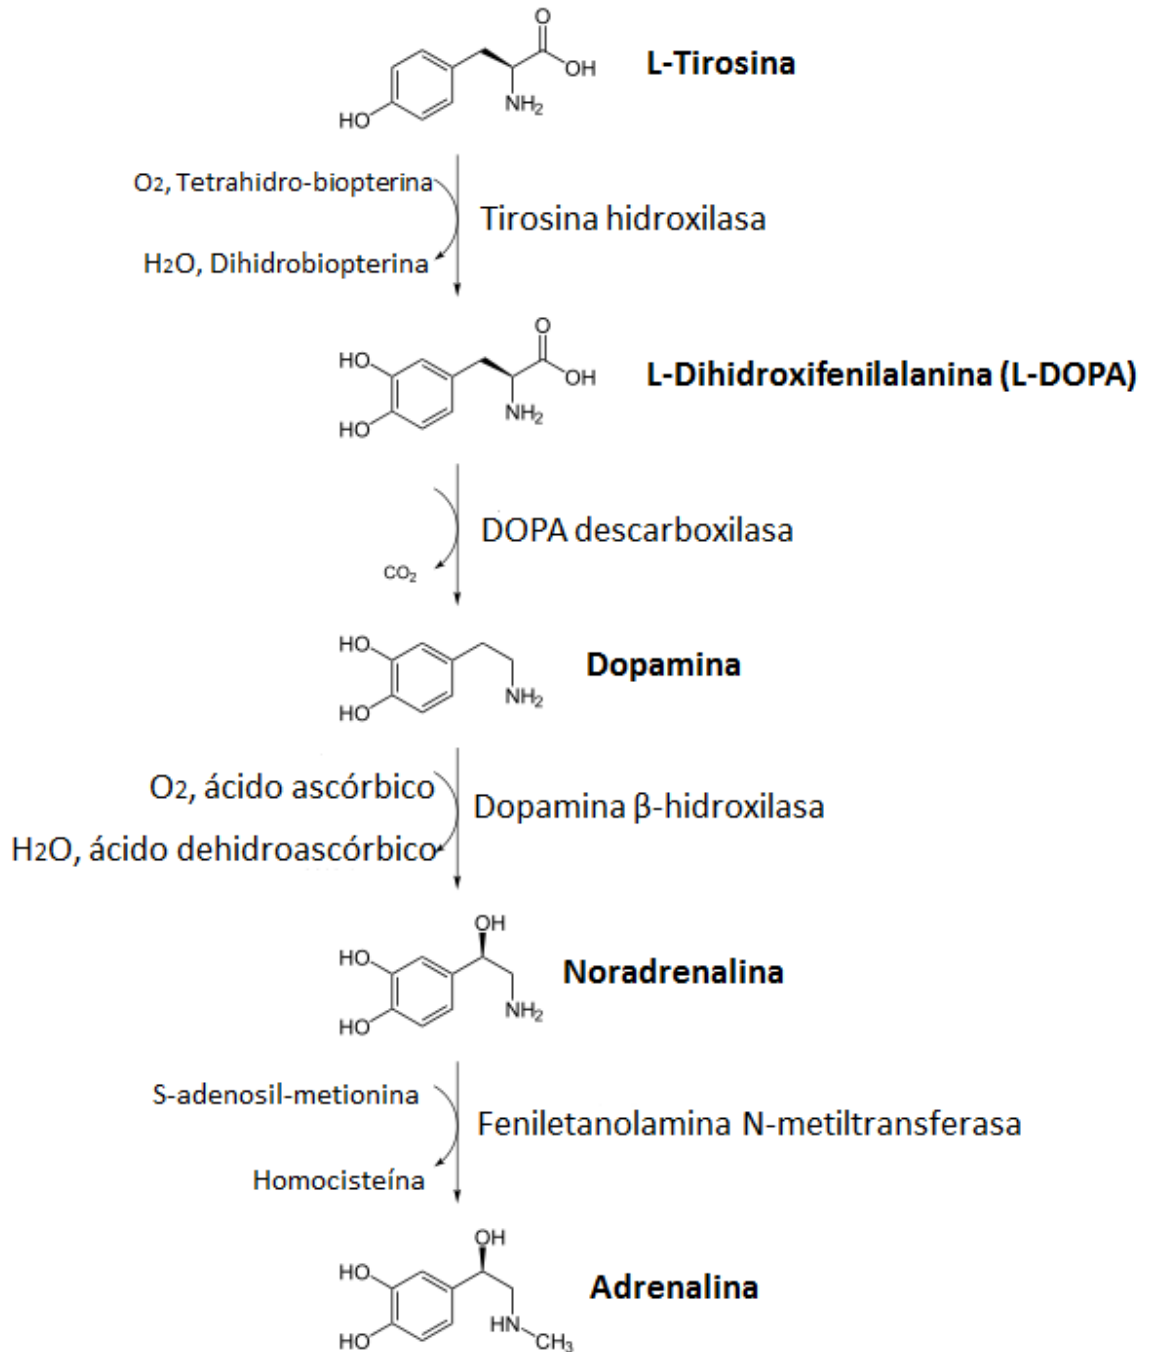 O
OH
NH2
HO
L-Tirosina
O2, Tetrahidro-biopterina
Tirosina hidroxilasa
H2O, Dihidrobiopterina
O
HO
OH
NH2
HO
L-Dihidroxifenilalanina (L-DOPA)
DOPA descarboxilasa
CO2
HO
NH2
HO
Dopamina
O2, ácido ascórbico
Dopamina β-hidroxilasa
H2O, ácido dehidroascórbico
OH
HO
NH2
HO
Noradrenalina
S-adenosil-metionina
Feniletanolamina N-metiltransferasa
Homocisteína
OH
HO
HN
CH3
HO
Adrenalina